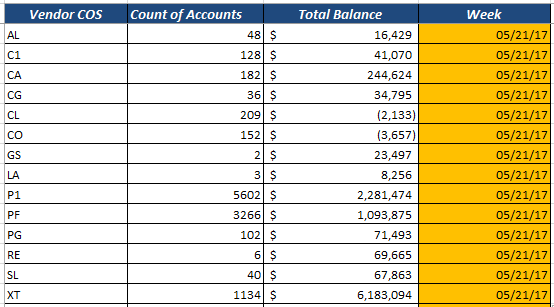 Vendor COS Count of Accounts Total Balance Week
AL 48 $ 16,429 05/21/17
C1 128 $ 41,070 05/21/17
CA 182 $ 244,624 05/21/17
CG 36 $ 34,795 05/21/17
CL 209 $ (2,133) 05/21/17
CO 152 $ (3,657) 05/21/17
GS 2 $ 23,497 05/21/17
LA 3 $ 8,256 05/21/17
P1 5602 $ 2,281,474 05/21/17
PF 3266 $ 1,093,875 05/21/17
PG 102 $ 71,493 05/21/17
RE 6 $ 69,665 05/21/17
SL 40 $ 67,863 05/21/17
XT 1134 $ 6,183,094 05/21/17